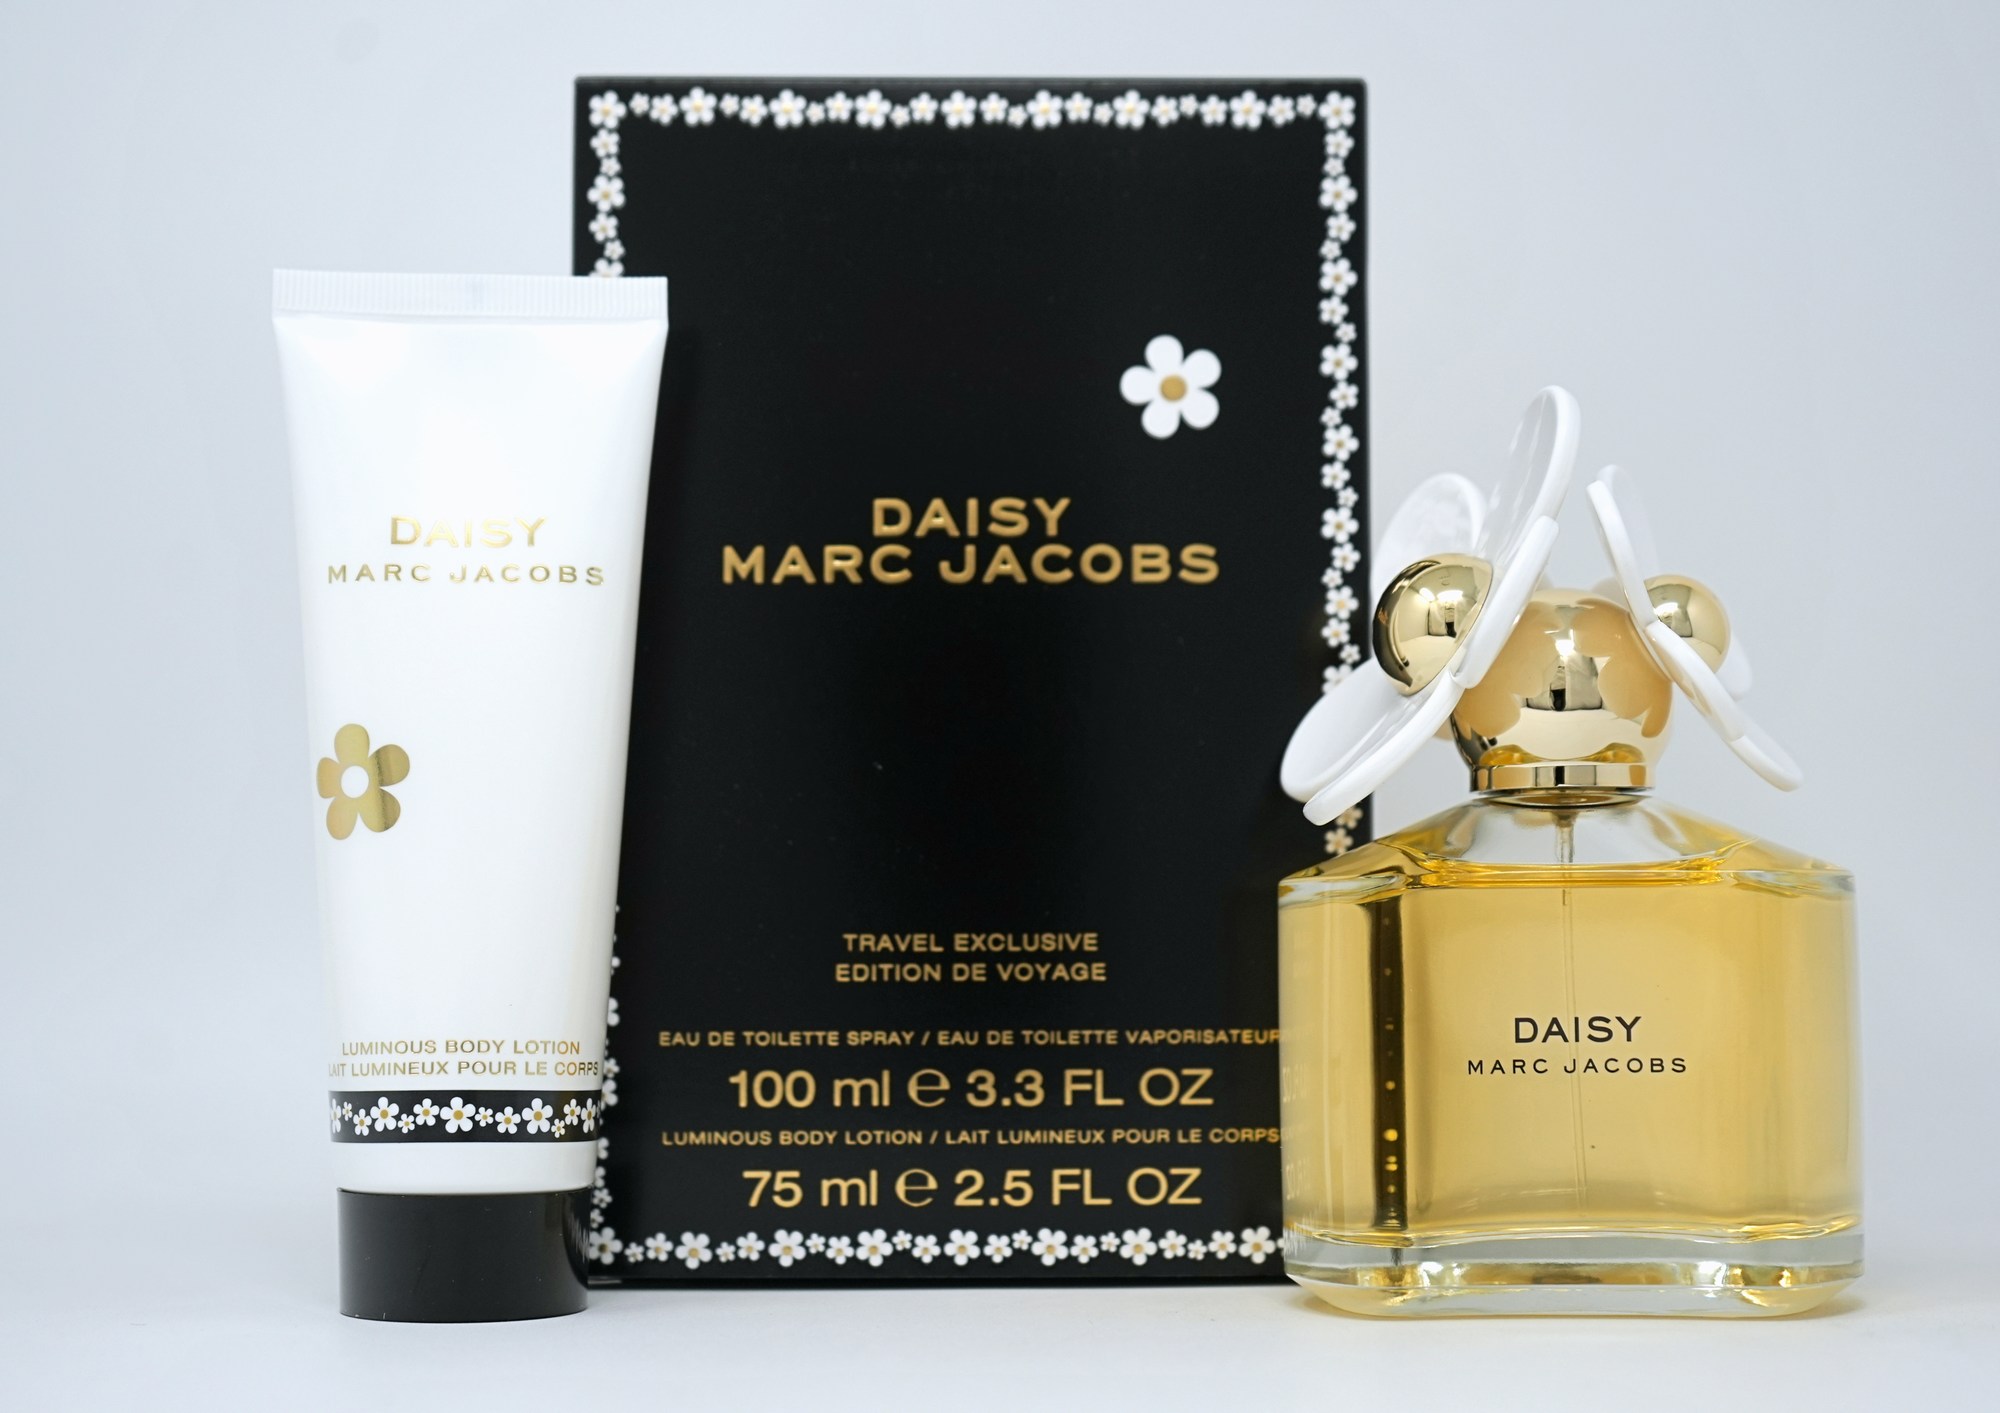 DAISY
MARC JACOBS
LUMINOUS BODY LOTION
LAIT LUMINEUX POUR LE CORPS
DAISY
MARC JACOBS
TRAVEL EXCLUSIVE
EDITION DE VOYAGE
EAU DE TOILETTE SPRAY / EAU DE TOILETTE VAPORISATEUR
100 ml ℮ 3.3 FL OZ
LUMINOUS BODY LOTION / LAIT LUMINEUX POUR LE CORPS
75 ml ℮ 2.5 FL OZ
DAISY
MARC JACOBS